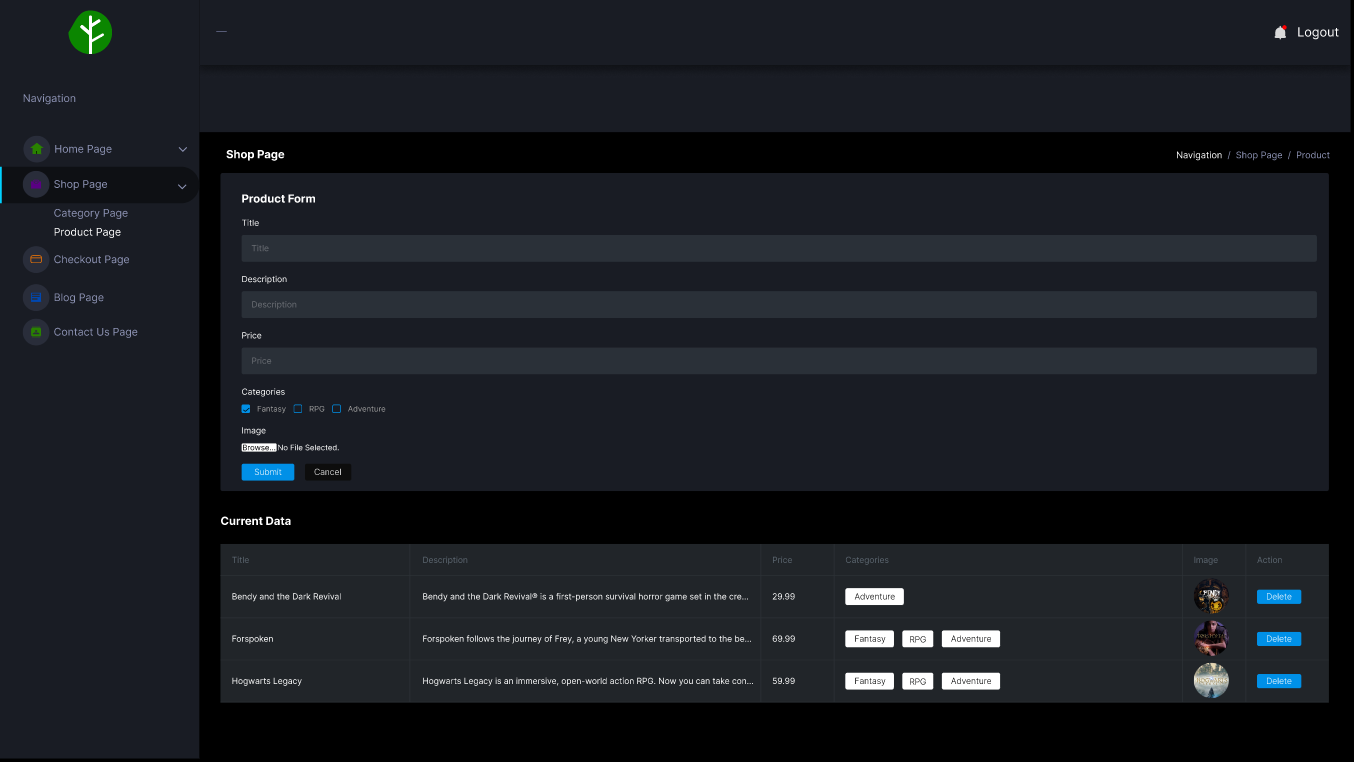 Logout
Navigation
Home Page
Shop Page
Category Page
Product Page
Checkout Page
Blog Page
Contact Us Page
Shop Page
Navigation / Shop Page / Product
Product Form
Title
Title
Description
Description
Price
Price
Categories
Fantasy RPG Adventure
Image
Browse... No File Selected.
Submit Cancel
Current Data
Title Description Price Categories Image Action
Bendy and the Dark Revival Bendy and the Dark Revival® is a first-person survival horror game set in the cre... 29.99 Adventure Delete
Forspoken Forspoken follows the journey of Frey, a young New Yorker transported to the be... 69.99 Fantasy RPG Adventure Delete
Hogwarts Legacy Hogwarts Legacy is an immersive, open-world action RPG. Now you can take con... 59.99 Fantasy RPG Adventure Delete